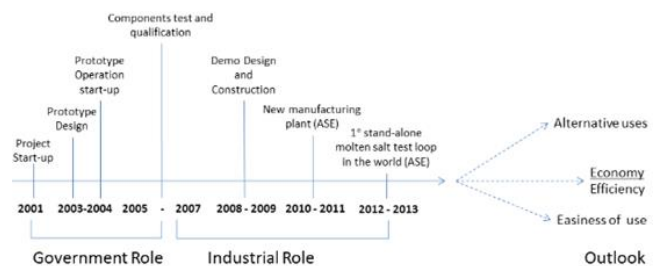 Components test and
qualification
Prototype
Operation
start-up
Demo Design
and
Construction
Prototype
Design
New manufacturing
plant (ASE)
Project
Start-up
1° stand-alone
molten salt test loop
in the world (ASE)
Alternative uses
Economy
Efficiency
Easiness of use
2001 2003-2004 2005 - 2007 2008 - 2009 2010 - 2011 2012 - 2013
Government Role Industrial Role Outlook